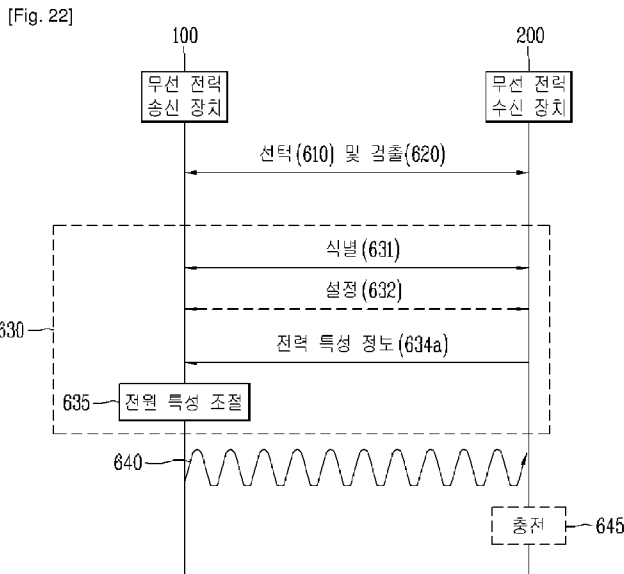 [Fig. 22]
100
200
무선 전력
송신 장치
무선 전력
수신 장치
선택(610) 및 검출(620)
식별(631)
설정(632)
630
전력 특성 정보(634a)
635
전원 특성 조절
640
충전
645